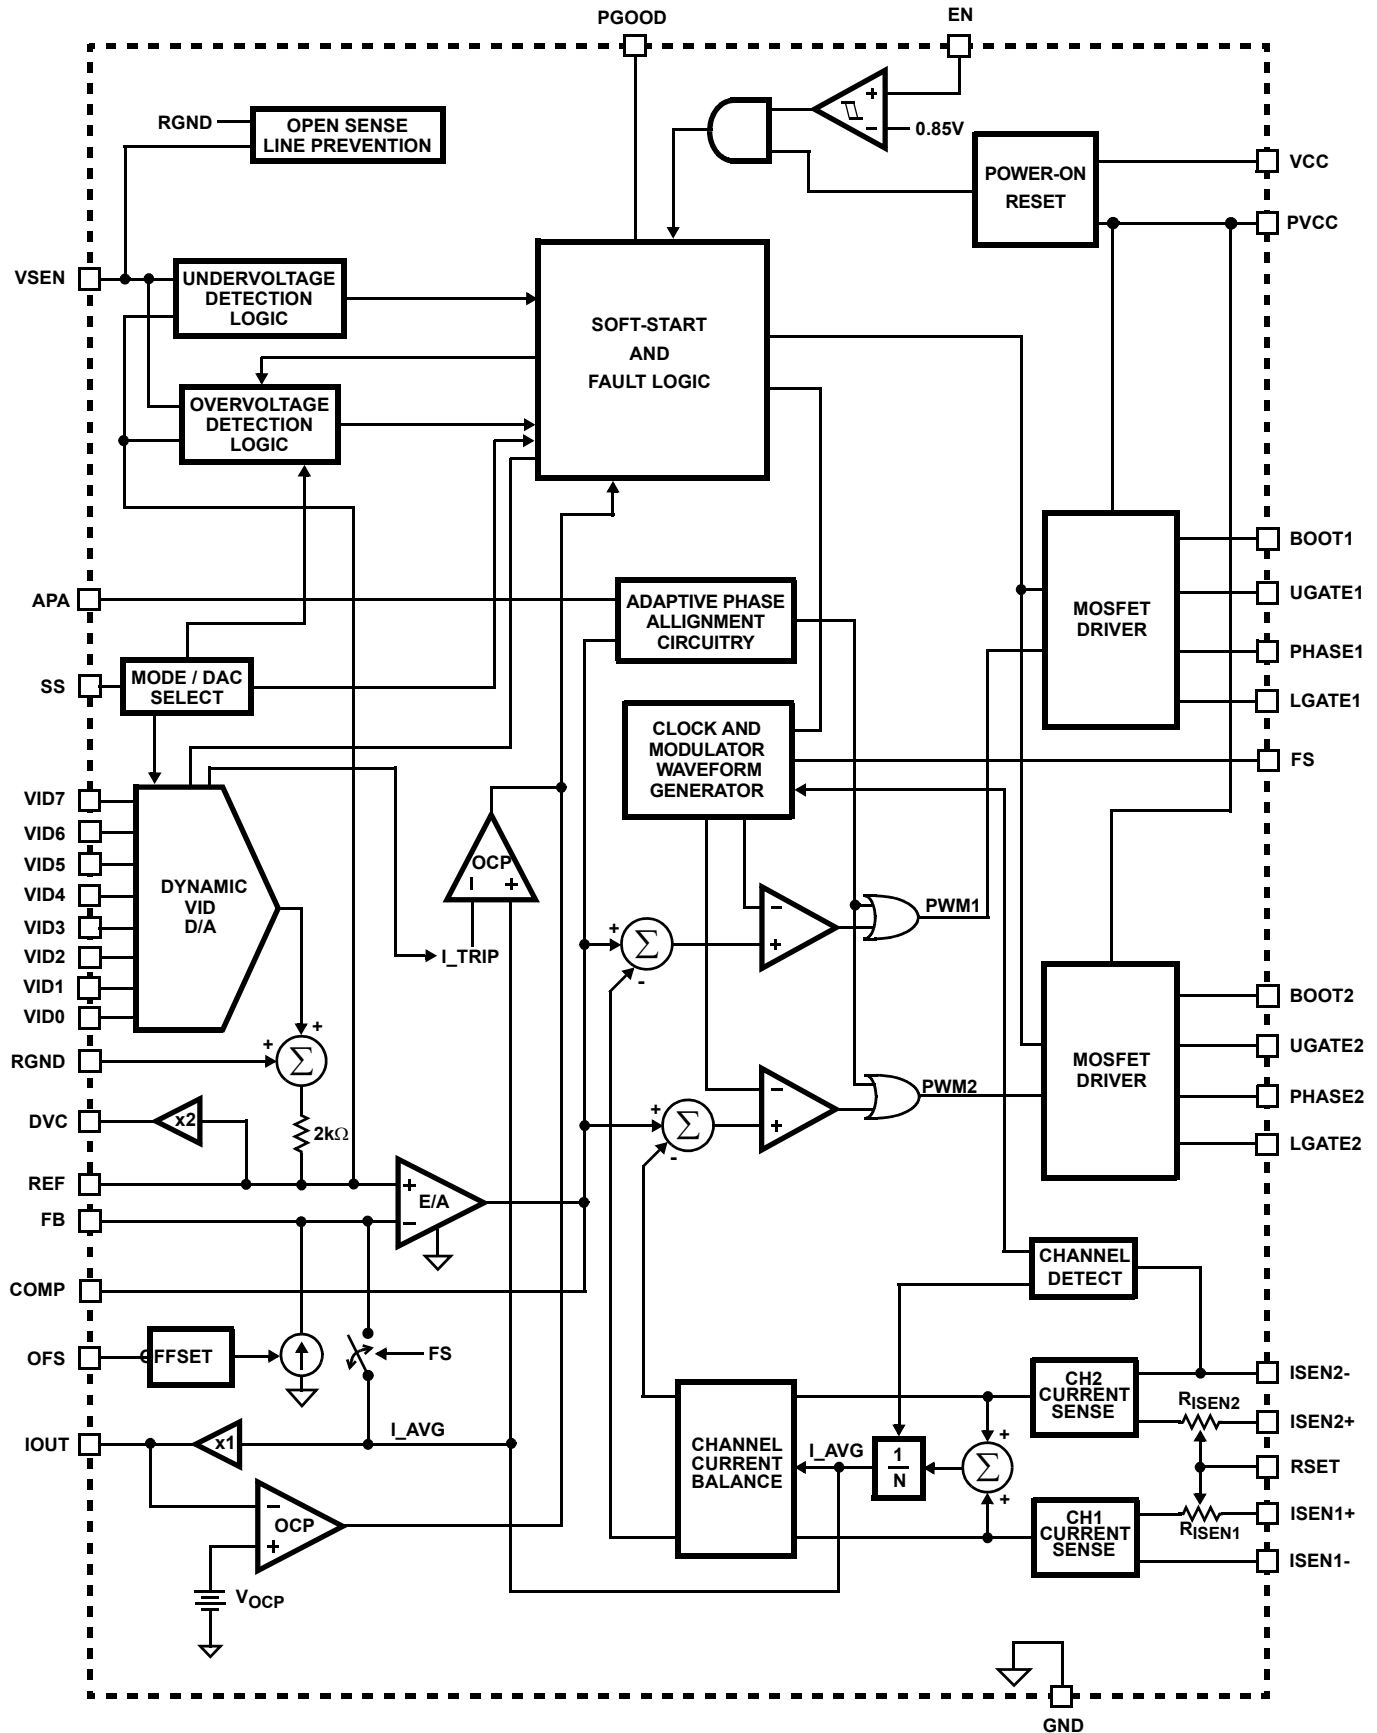 PGOOD
EN
RGND
OPEN SENSE
LINE PREVENTION
+
−
0.85V
POWER-ON
RESET
VCC
PVCC
VSEN
UNDERVOLTAGE
DETECTION
LOGIC
SOFT-START
AND
FAULT LOGIC
OVERVOLTAGE
DETECTION
LOGIC
BOOT1
APA
ADAPTIVE PHASE
ALLIGNMENT
CIRCUITRY
MOSFET
DRIVER
UGATE1
PHASE1
SS
MODE / DAC
SELECT
LGATE1
CLOCK AND
MODULATOR
WAVEFORM
GENERATOR
FS
VID7
VID6
VID5
VID4
VID3
VID2
VID1
VID0
DYNAMIC
VID
D/A
OCP
− +
I_TRIP
+
Σ
-
−
+
PWM1
BOOT2
RGND
+
+
Σ
MOSFET
DRIVER
UGATE2
PHASE2
LGATE2
DVC
x2
2kΩ
+
Σ
-
−
+
PWM2
REF
FB
+
−
E/A
COMP
CHANNEL
DETECT
OFS
OFFSET
FS
CH2
CURRENT
SENSE
ISEN2-
RISEN2
ISEN2+
IOUT
x1
I_AVG
CHANNEL
CURRENT
BALANCE
I_AVG
1
N
+
Σ
+
RSET
CH1
CURRENT
SENSE
RISEN1
ISEN1+
ISEN1-
−
+
OCP
VOCP
GND